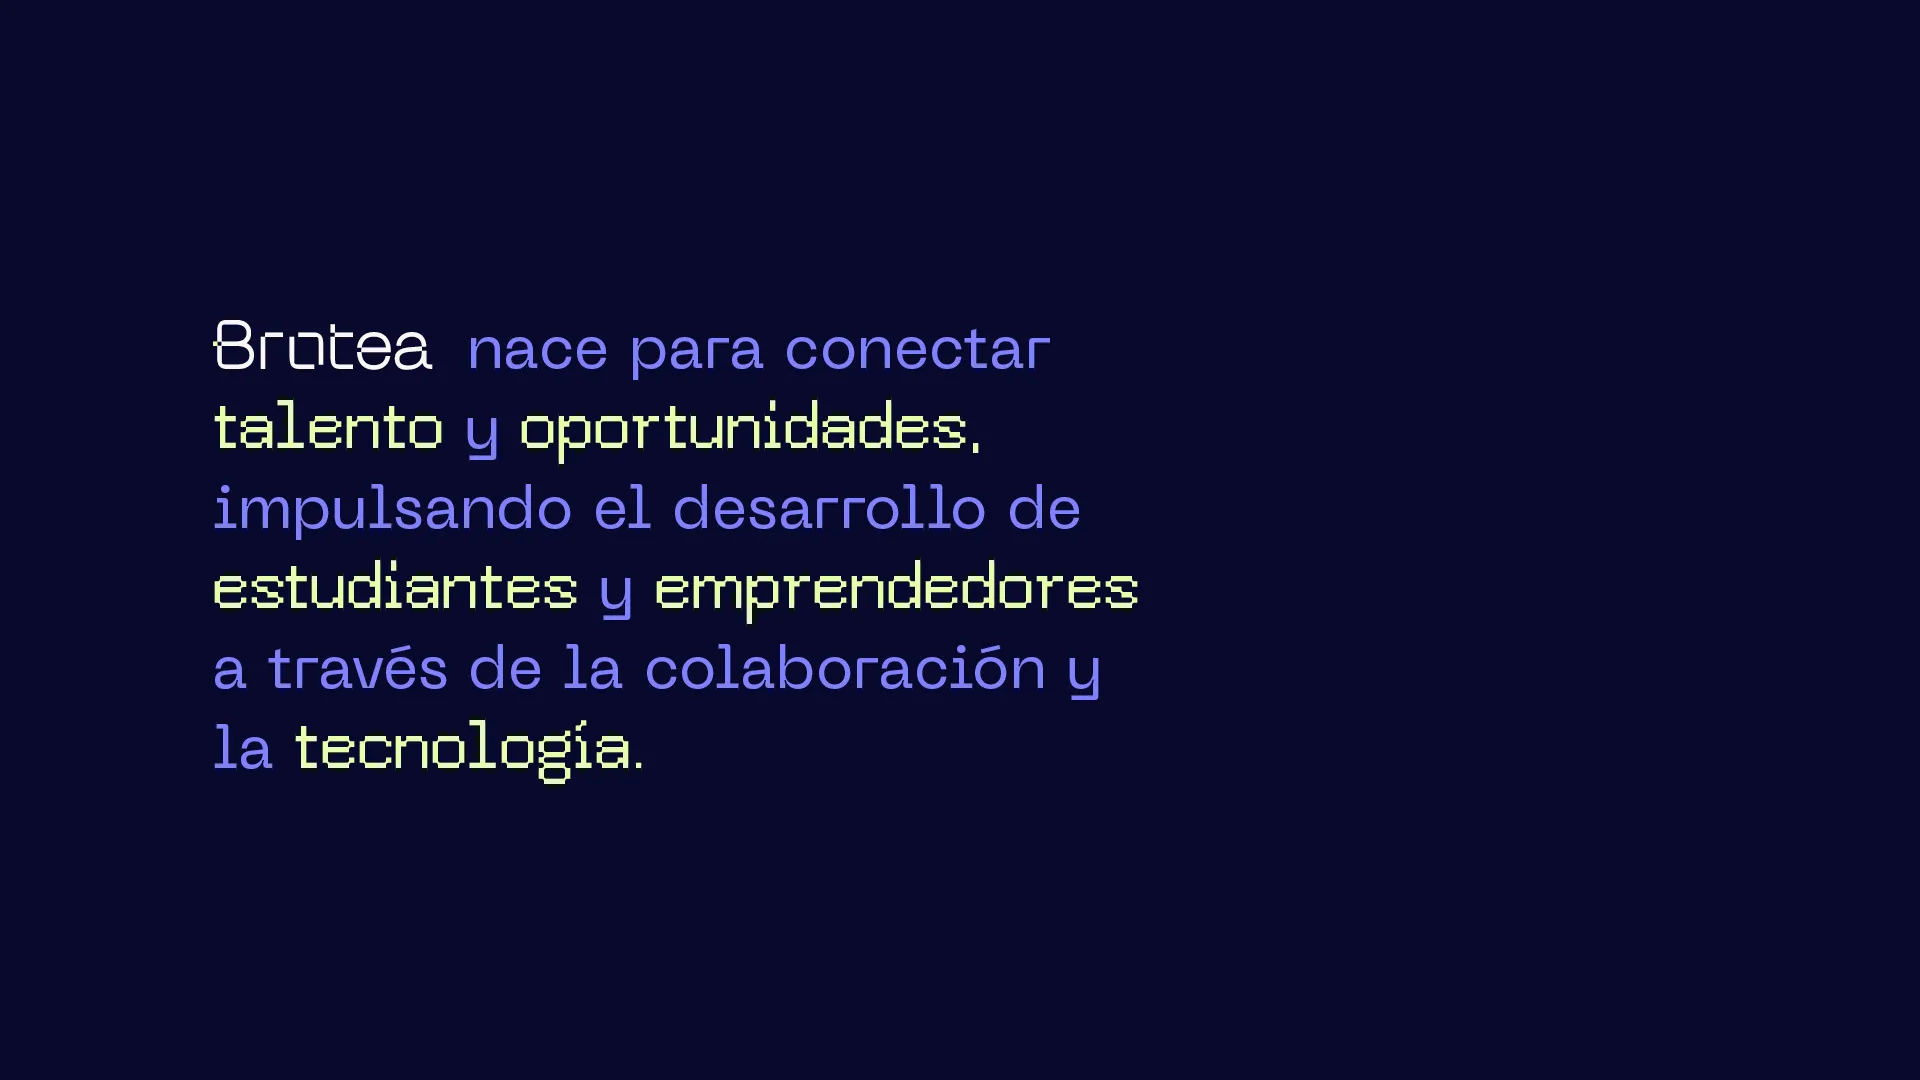 Brotea nace para conectar
talento y oportunidades,
impulsando el desarrollo de
estudiantes y emprendedores
a través de la colaboración y
la tecnología.